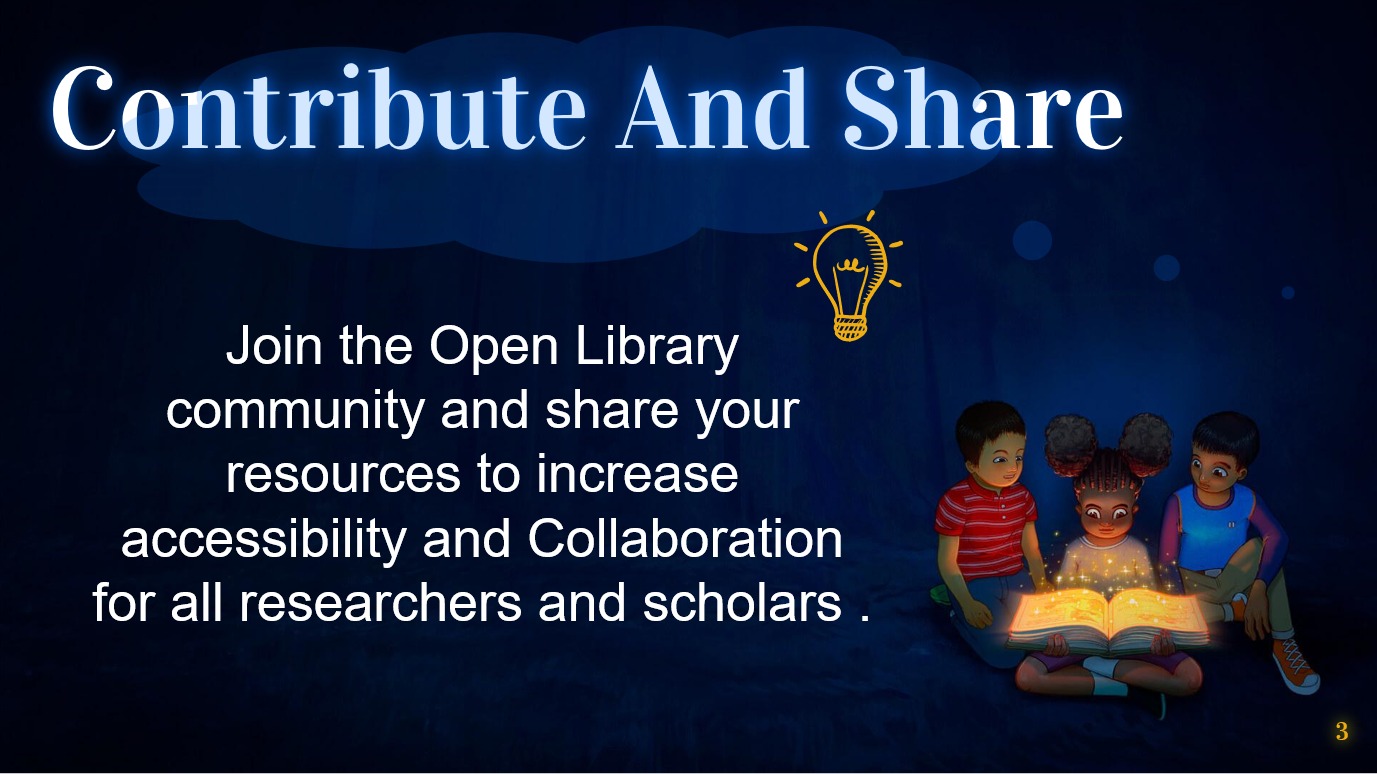 Contribute And Share
Join the Open Library
community and share your
resources to increase
accessibility and Collaboration
for all researchers and scholars .
3